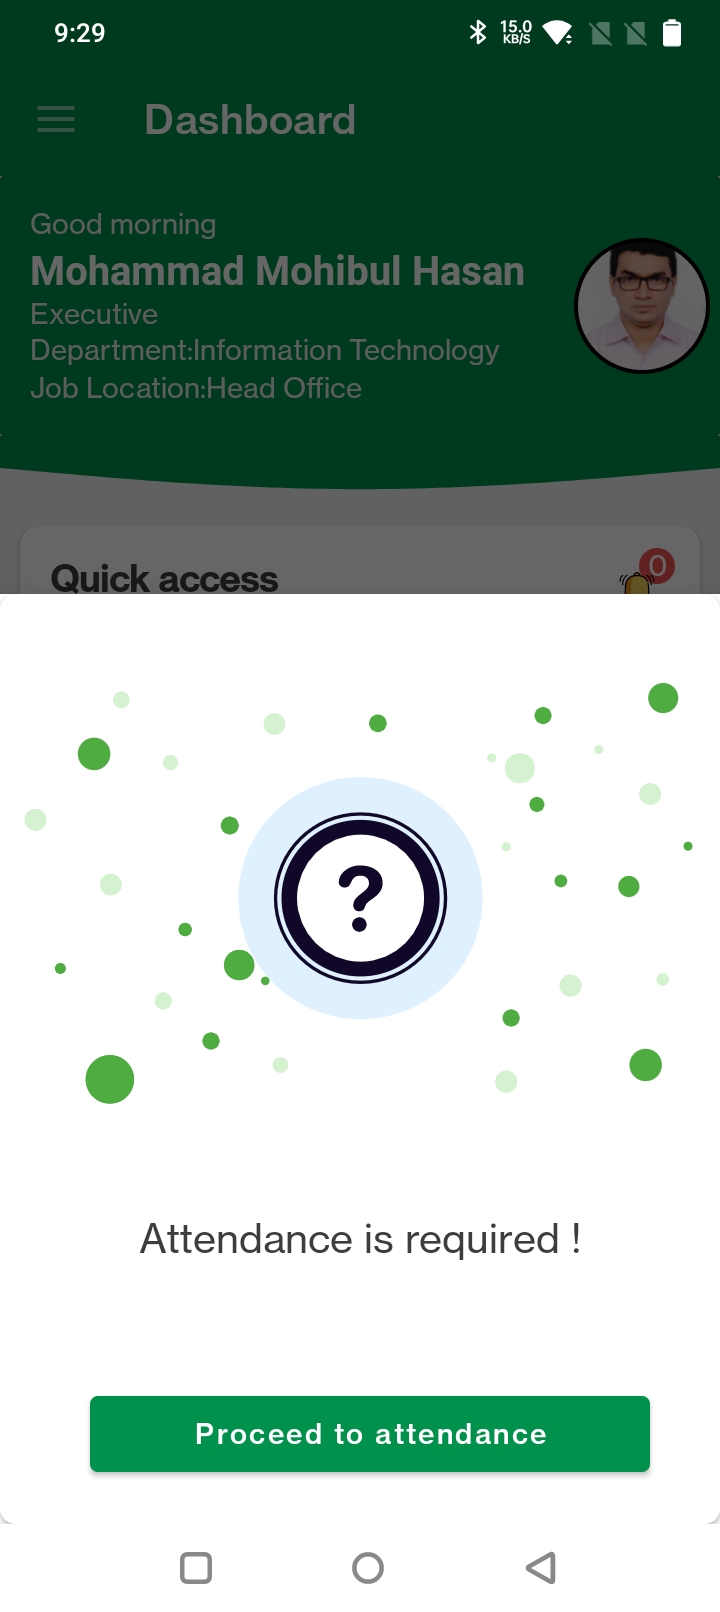 9:29
15.0
KB/S
Dashboard
Good morning
Mohammad Mohibul Hasan
Executive
Department:Information Technology
Job Location:Head Office
Quick access
0
?
Attendance is required !
Proceed to attendance